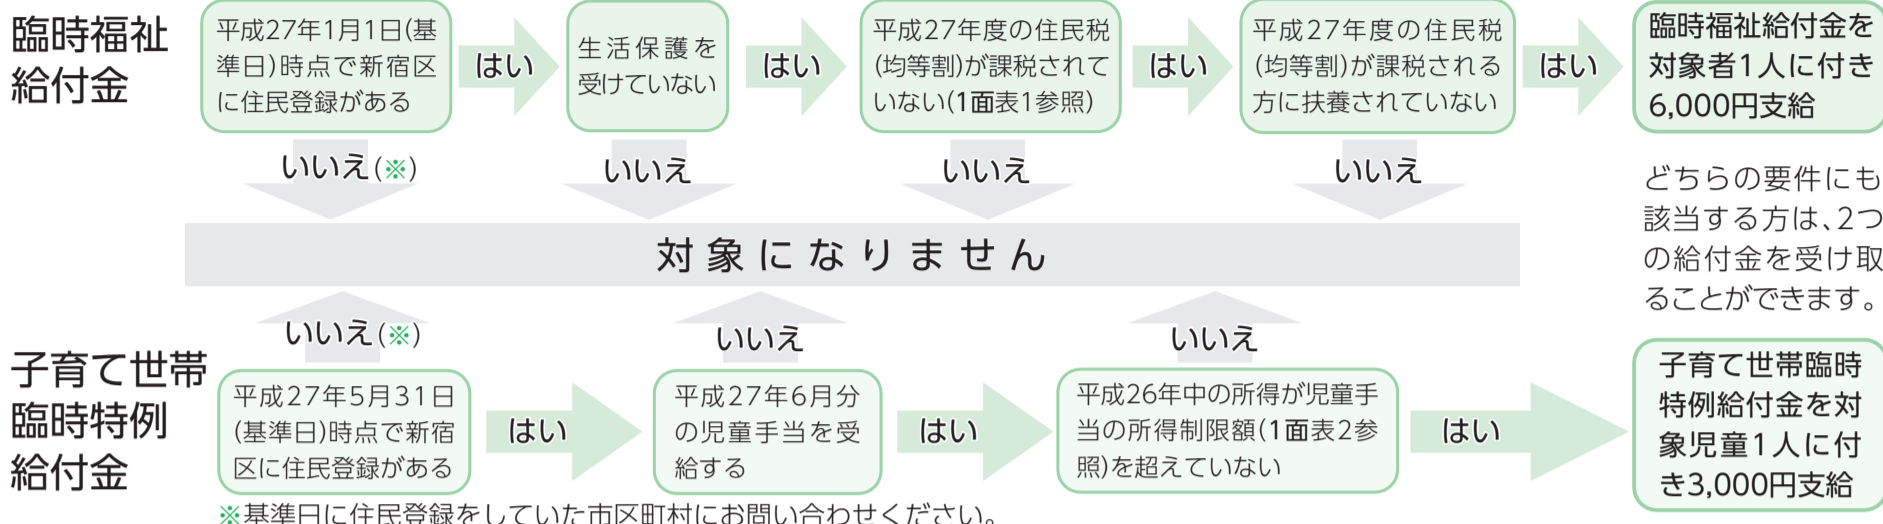 臨時福祉
給付金
平成27年1月1日(基
準日)時点で新宿区
に住民登録がある
はい
生活保護を
受けていない
はい
平成27年度の住民税
(均等割)が課税されて
いない(1面表1参照)
はい
平成27年度の住民税
(均等割)が課税される
方に扶養されていない
はい
臨時福祉給付金を
対象者1人に付き
6,000円支給
いいえ(※)
いいえ
いいえ
いいえ
対象になりません
どちらの要件にも
該当する方は、2つ
の給付金を受け取
ることができます。
いいえ(※)
いいえ
いいえ
子育て世帯
臨時特例
給付金
平成27年5月31日
(基準日)時点で新宿
区に住民登録がある
はい
平成27年6月分
の児童手当を受
給する
はい
平成26年中の所得が児童手
当の所得制限額(1面表2参
照)を超えていない
はい
子育て世帯臨時
特例給付金を対
象児童1人に付
き3,000円支給
※基準日に住民登録をしていた市区町村にお問い合わせください。